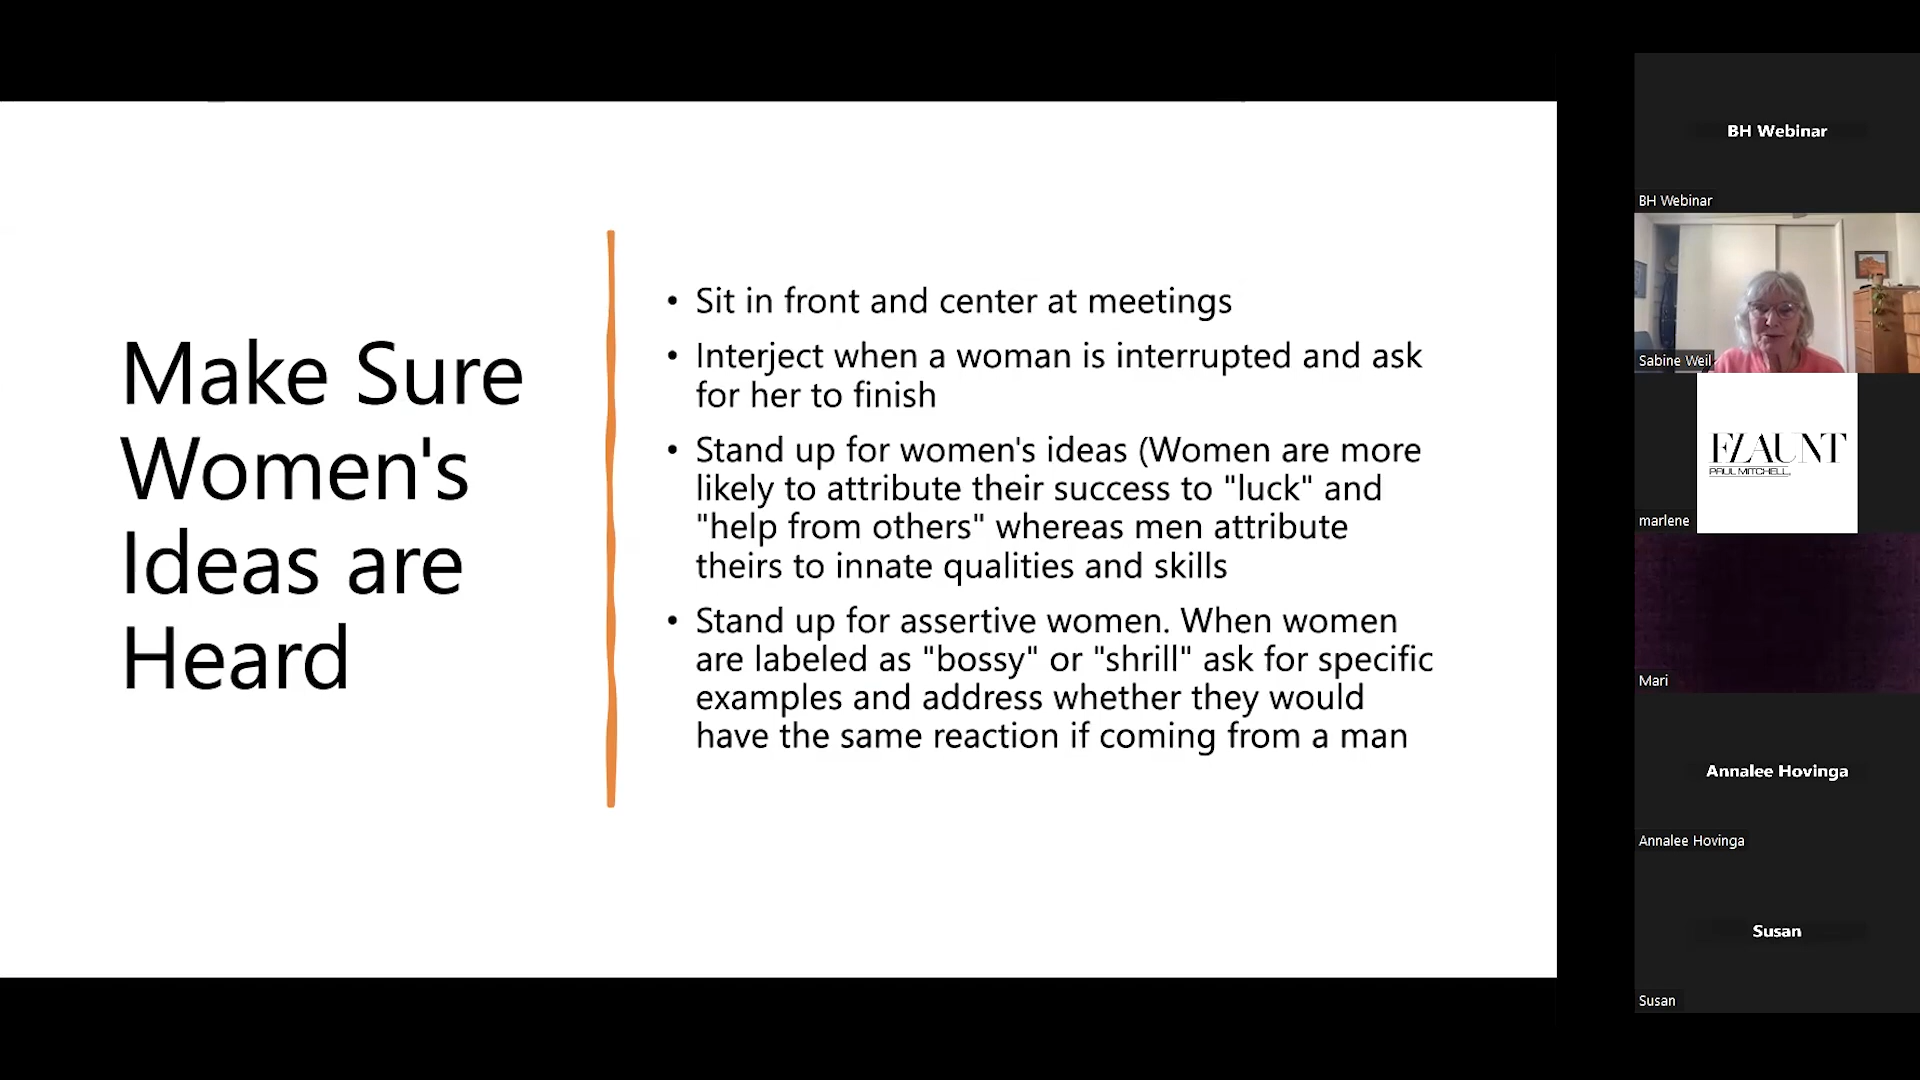 Make Sure
Women's
Ideas are
Heard
• Sit in front and center at meetings
• Interject when a woman is interrupted and ask
for her to finish
• Stand up for women's ideas (Women are more
likely to attribute their success to "luck" and
"help from others" whereas men attribute
theirs to innate qualities and skills
• Stand up for assertive women. When women
are labeled as "bossy" or "shrill" ask for specific
examples and address whether they would
have the same reaction if coming from a man
BH Webinar
BH Webinar
Sabine Weil
FLAUNT
PAUL MITCHELL
marlene
Mari
Annalee Hovinga
Annalee Hovinga
Susan
Susan